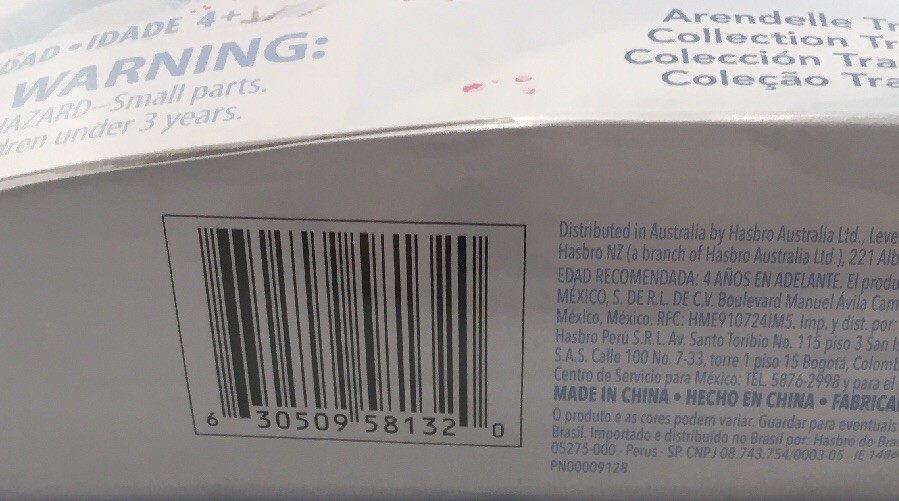 DAD • IDADE 4+
WARNING:
HAZARD—Small parts.
dren under 3 years.
Arendelle Tr
Collection Tr
Colección Tra
Coleção Tra
6 30509 58132 0
Distributed in Australia by Hasbro Australia Ltd., Leve
Hasbro NZ (a branch of Hasbro Australia Ltd.), 221 Alb
EDAD RECOMENDADA: 4 AÑOS EN ADELANTE. El produ
MÉXICO, S. DE R.L. DE C.V. Boulevard Manuel Ávila Cam
México, México. RFC: HME910724IM5. Imp. y dist. por:
Hasbro Perú S.R.L. Av. Santo Toribio No. 115 piso 3 San Is
S.A.S. Calle 100 No. 7-33, torre 1 piso 15 Bogotá, Colomb
Centro de Servicio para México: TEL. 5876-2998 y para el
MADE IN CHINA • HECHO EN CHINA • FABRICA
O produto e as cores podem variar. Guardar para eventuais
Brasil. Importado e distribuído no Brasil por: Hasbro do Bras
05275-000 Perus SP. CNPJ 08.743.754/0003-05 IE 1486
PN00009128